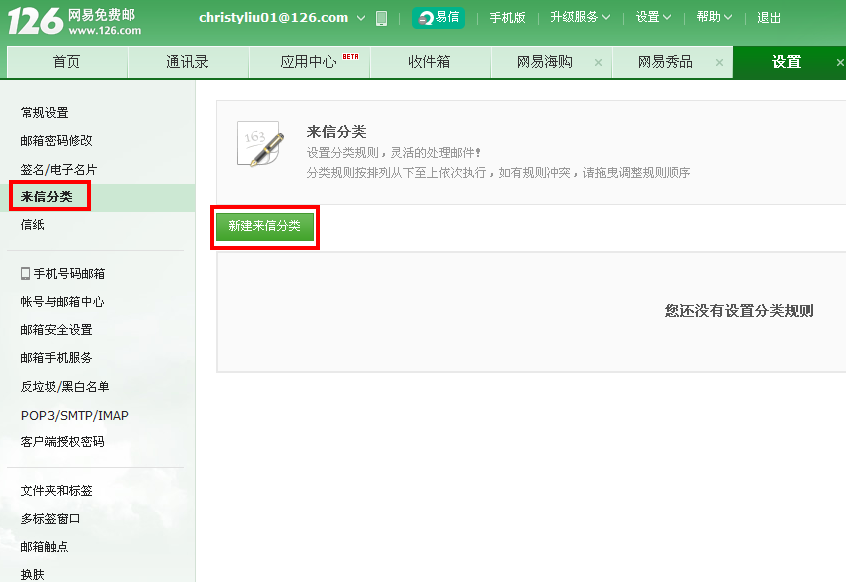 126 网易免费邮
www.126.com
christyliu01@126.com
易信
手机版
升级服务
设置
帮助
退出
首页
通讯录
应用中心 BETA
收件箱
网易海购 ×
网易秀品 ×
设置 ×
常规设置
邮箱密码修改
签名/电子名片
来信分类
信纸
手机号码邮箱
帐号与邮箱中心
邮箱安全设置
邮箱手机服务
反垃圾/黑白名单
POP3/SMTP/IMAP
客户端授权密码
文件夹和标签
多标签窗口
邮箱触点
换肤
163
来信分类
设置分类规则，灵活的处理邮件！
分类规则按排列从下至上依次执行，如有规则冲突，请拖曳调整规则顺序
新建来信分类
您还没有设置分类规则